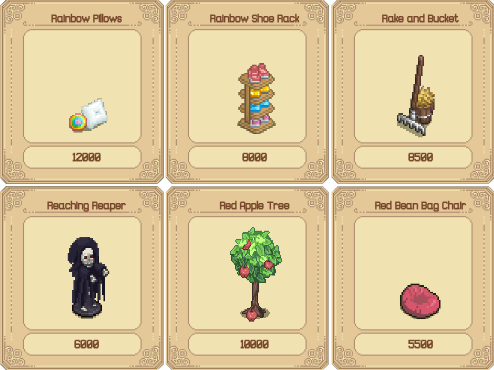 Rainbow Pillows
Rainbow Shoe Rack
Rake and Bucket
12000
8000
8500
Reaching Reaper
Red Apple Tree
Red Bean Bag Chair
6000
10000
5500